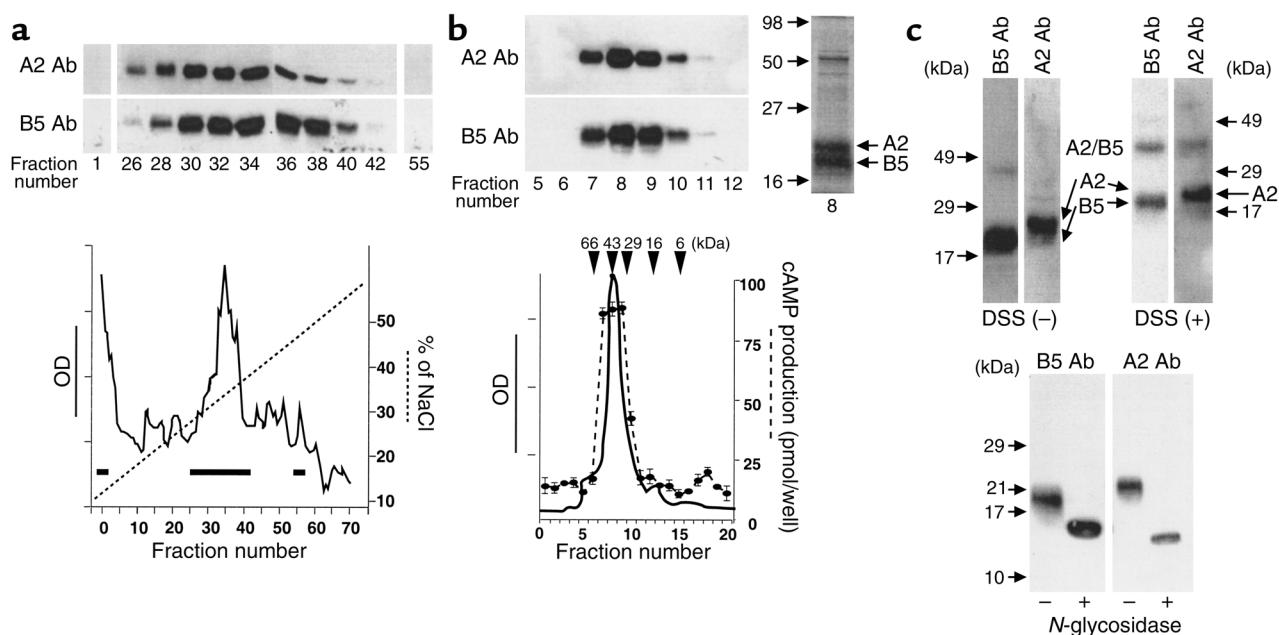 a
A2 Ab
B5 Ab
Fraction number
1 26 28 30 32 34 36 38 40 42 55
OD
50
40
30
20
10
% of NaCl
0 10 20 30 40 50 60 70
Fraction number
b
A2 Ab
B5 Ab
Fraction number
5 6 7 8 9 10 11 12
98
50
27
16
A2
B5
8
66 43 29 16 6 (kDa)
OD
100
75
50
25
0
cAMP production (pmol/well)
0 5 10 15 20
Fraction number
c
B5 Ab A2 Ab B5 Ab A2 Ab
(kDa) (kDa)
49
29
17
A2/B5
A2
B5
49
29
A2
17
DSS (–) DSS (+)
(kDa) B5 Ab A2 Ab
29
21
17
10
– + – +
N-glycosidase